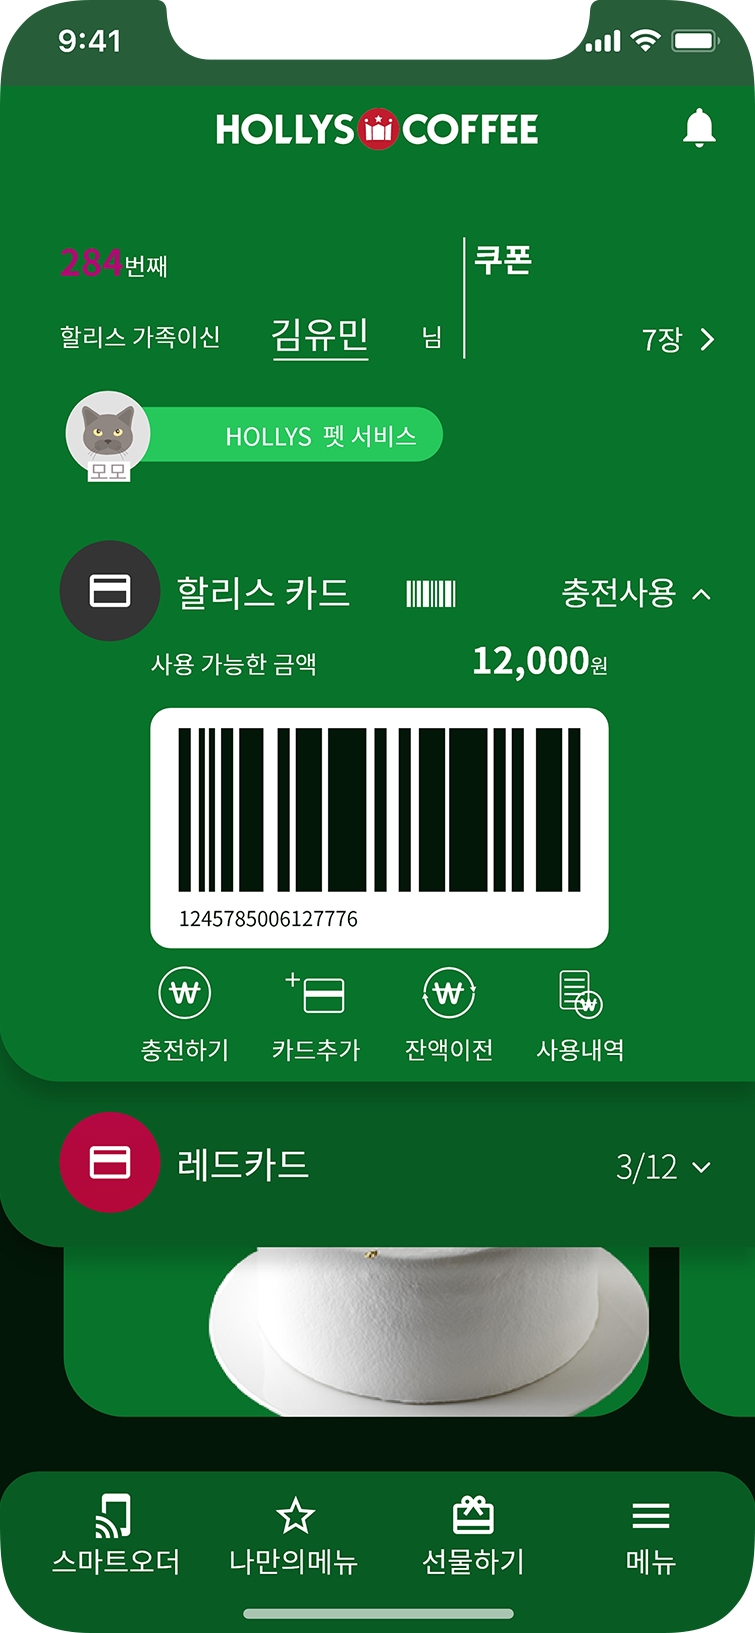 9:41
HOLLYS COFFEE
284번째
쿠폰
할리스 가족이신 김유민 님
7장
HOLLYS 펫 서비스
모모
할리스 카드
충전사용
사용 가능한 금액
12,000원
1245785006127776
충전하기
카드추가
잔액이전
사용내역
레드카드
3/12
스마트오더
나만의메뉴
선물하기
메뉴